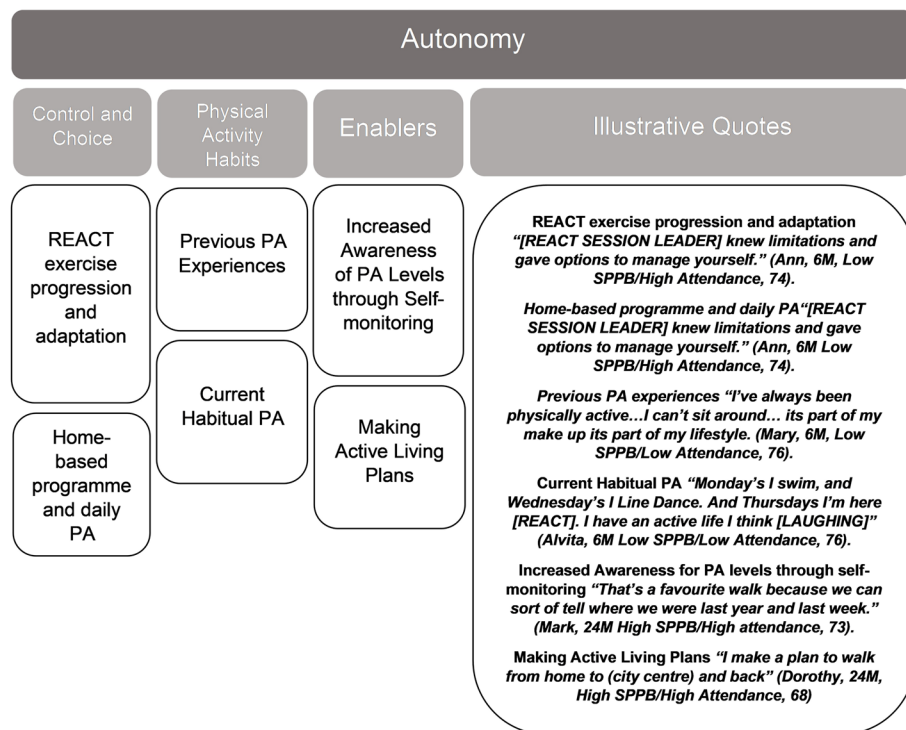 Autonomy
Control and
Choice
Physical
Activity
Habits
Enablers
Illustrative Quotes
REACT
exercise
progression
and
adaptation
Home-
based
programme
and daily
PA
Previous PA
Experiences
Current
Habitual PA
Increased
Awareness
of PA Levels
through Self-
monitoring
Making
Active Living
Plans
REACT exercise progression and adaptation
“[REACT SESSION LEADER] knew limitations and
gave options to manage yourself.” (Ann, 6M, Low
SPPB/High Attendance, 74).
Home-based programme and daily PA“[REACT
SESSION LEADER] knew limitations and gave
options to manage yourself.” (Ann, 6M Low
SPPB/High Attendance, 74).
Previous PA experiences “I’ve always been
physically active…I can’t sit around… its part of my
make up its part of my lifestyle. (Mary, 6M, Low
SPPB/Low Attendance, 76).
Current Habitual PA “Monday’s I swim, and
Wednesday’s I Line Dance. And Thursdays I’m here
[REACT]. I have an active life I think [LAUGHING]”
(Alvita, 6M Low SPPB/Low Attendance, 76).
Increased Awareness for PA levels through self-
monitoring “That’s a favourite walk because we can
sort of tell where we were last year and last week.”
(Mark, 24M High SPPB/High attendance, 73).
Making Active Living Plans “I make a plan to walk
from home to (city centre) and back” (Dorothy, 24M,
High SPPB/High Attendance, 68)